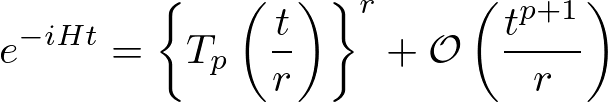 $e^{-iHt} = \left\{ T_p \left( \frac{t}{r} \right) \right\}^r + \mathcal{O} \left( \frac{t^{p+1}}{r} \right)$